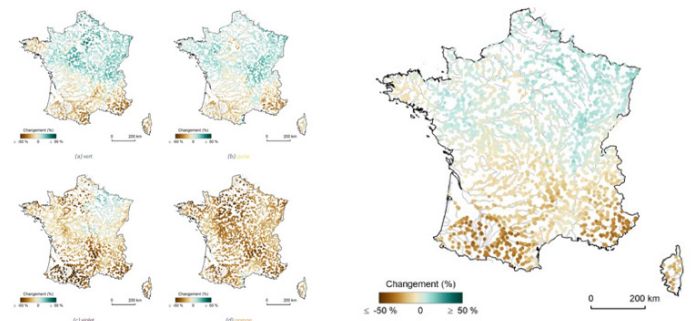 Changement (%)
≤ -50 % 0 ≥ 50 %
0 200 km
(a) vert
Changement (%)
≤ -50 % 0 ≥ 50 %
0 200 km
(b)
Changement (%)
≤ -50 % 0 ≥ 50 %
0 200 km
(c) violet
Changement (%)
≤ -50 % 0 ≥ 50 %
0 200 km
(d)
Changement (%)
≤ -50 % 0 ≥ 50 %
0 200 km